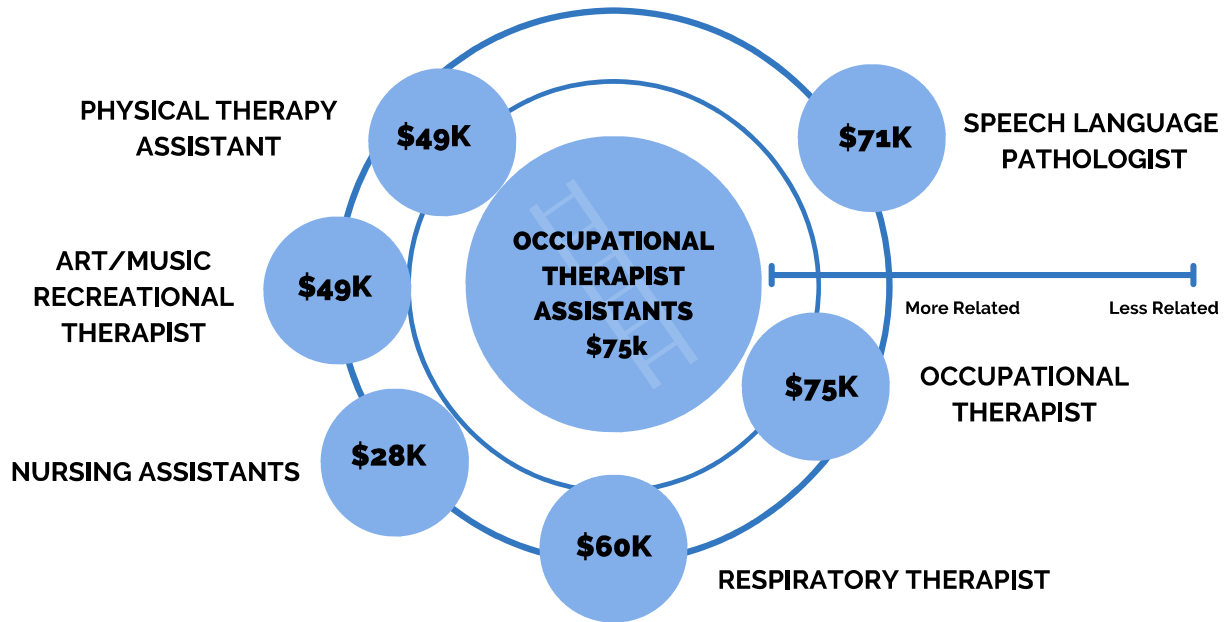 PHYSICAL THERAPY
ASSISTANT
$49K
$71K
SPEECH LANGUAGE
PATHOLOGIST
ART/MUSIC
RECREATIONAL
THERAPIST
$49K
OCCUPATIONAL
THERAPIST
ASSISTANTS
$75k
More Related
Less Related
$75K
OCCUPATIONAL
THERAPIST
NURSING ASSISTANTS
$28K
$60K
RESPIRATORY THERAPIST